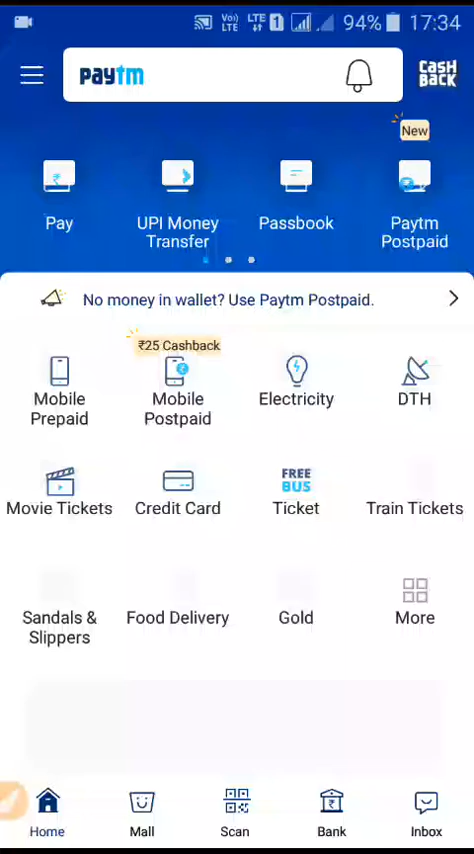 Vo)) LTE LTE 1 94% 17:34
paytm CASH BACK
New
Pay UPI Money Transfer Passbook Paytm Postpaid
No money in wallet? Use Paytm Postpaid.
₹25 Cashback
Mobile Prepaid Mobile Postpaid Electricity DTH
FREE BUS
Movie Tickets Credit Card Ticket Train Tickets
Sandals & Slippers Food Delivery Gold More
Home Mall Scan Bank Inbox